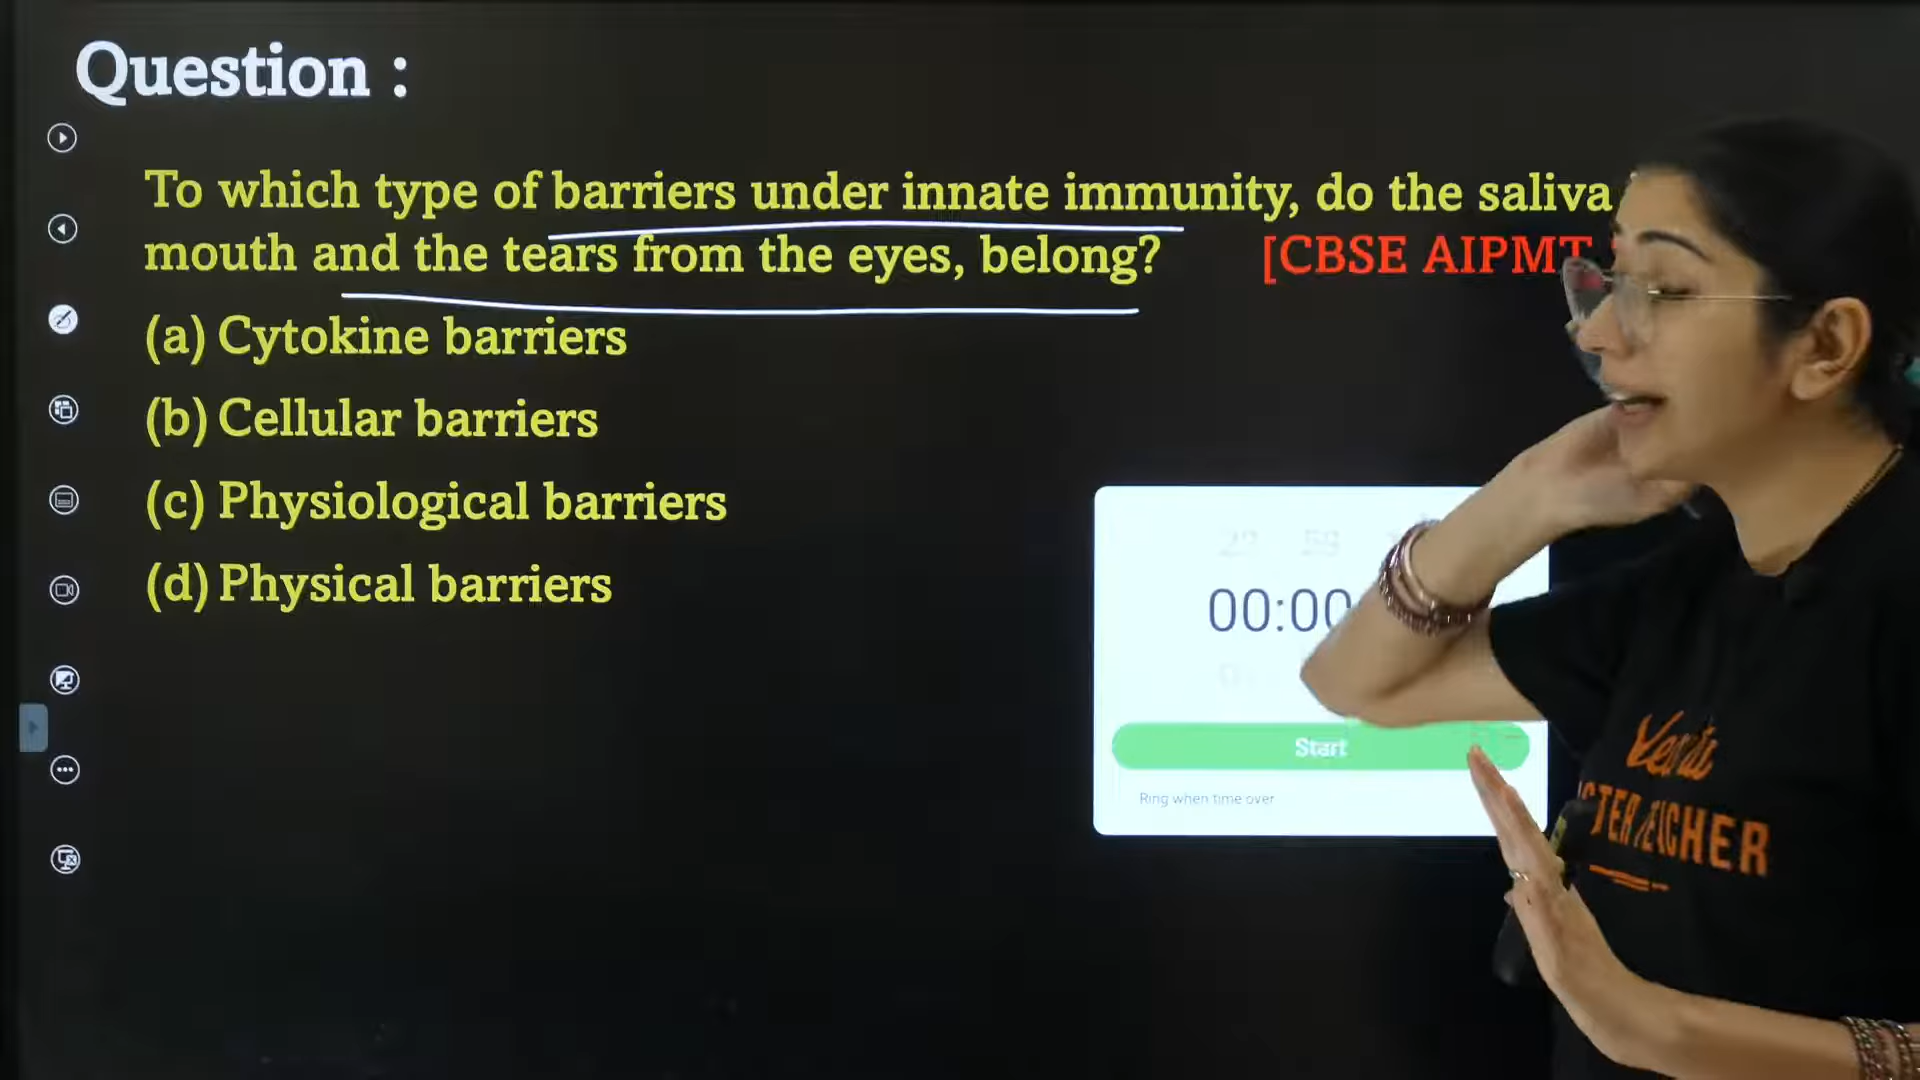 Question :
To which type of barriers under innate immunity, do the saliva
mouth and the tears from the eyes, belong? [CBSE AIPMT
(a) Cytokine barriers
(b) Cellular barriers
(c) Physiological barriers
(d) Physical barriers
59
00:00
Start
Ring when time over